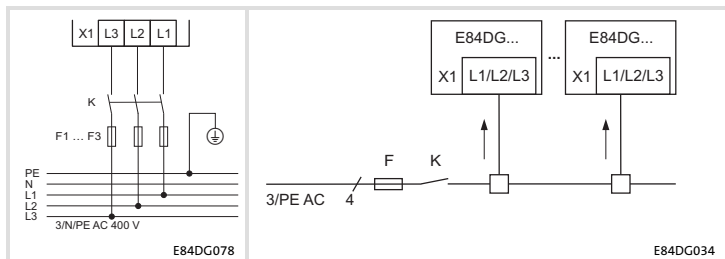 X1 L3 L2 L1
K
F1 ... F3
PE
N
L1
L2
L3
3/N/PE AC 400 V
E84DG078
E84DG... ... E84DG...
X1 L1/L2/L3 X1 L1/L2/L3
F K
3/PE AC 4
E84DG034